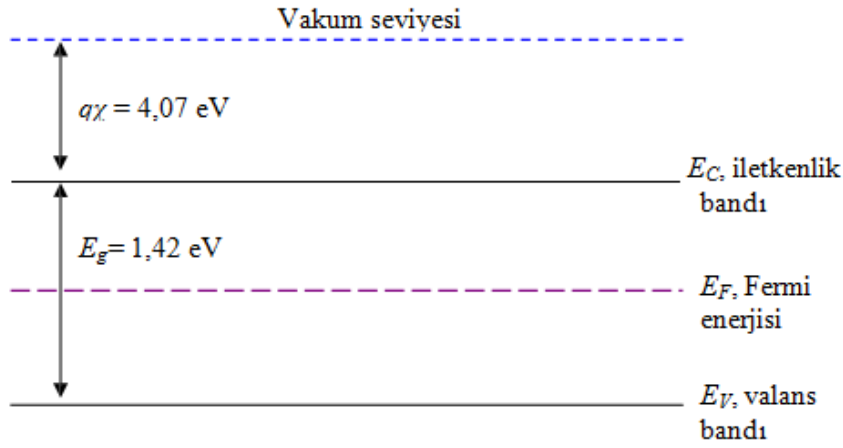 Vakum seviyesi
qχ = 4,07 eV
E_C, iletkenlik
bandı
E_g= 1,42 eV
E_F, Fermi
enerjisi
E_V, valans
bandı